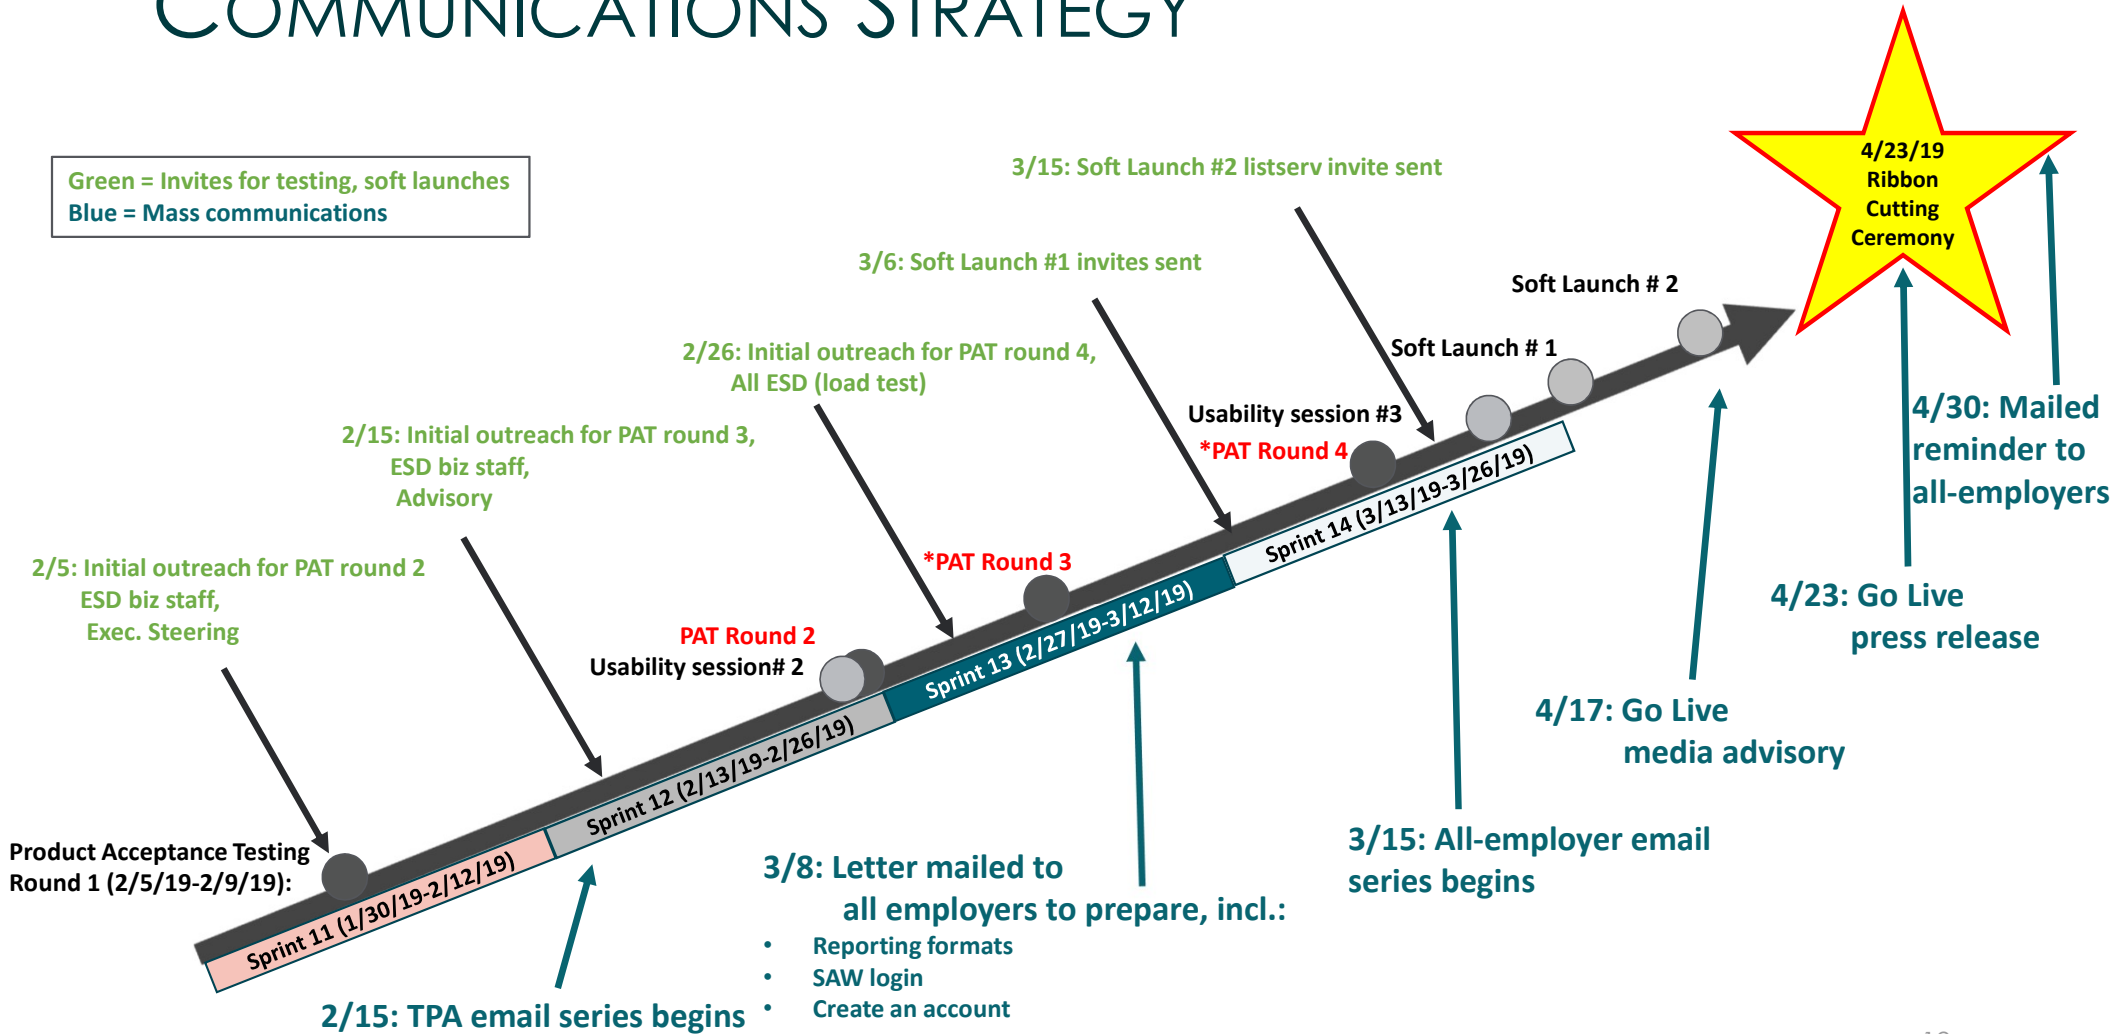 COMMUNICATIONS STRATEGY
Green = Invites for testing, soft launches
Blue = Mass communications
4/23/19
Ribbon
Cutting
Ceremony
3/15: Soft Launch #2 listserv invite sent
3/6: Soft Launch #1 invites sent
2/26: Initial outreach for PAT round 4,
All ESD (load test)
2/15: Initial outreach for PAT round 3,
ESD biz staff,
Advisory
2/5: Initial outreach for PAT round 2
ESD biz staff,
Exec. Steering
Soft Launch # 2
Soft Launch # 1
Usability session #3
*PAT Round 4
*PAT Round 3
PAT Round 2
Usability session# 2
Product Acceptance Testing
Round 1 (2/5/19-2/9/19):
Sprint 11 (1/30/19-2/12/19)
Sprint 12 (2/13/19-2/26/19)
Sprint 13 (2/27/19-3/12/19)
Sprint 14 (3/13/19-3/26/19)
2/15: TPA email series begins
3/8: Letter mailed to
all employers to prepare, incl.:
• Reporting formats
• SAW login
• Create an account
3/15: All-employer email
series begins
4/17: Go Live
media advisory
4/23: Go Live
press release
4/30: Mailed
reminder to
all-employers